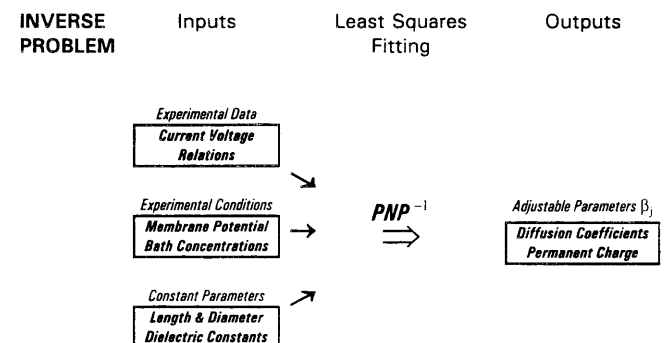 INVERSE PROBLEM
Inputs
Least Squares Fitting
Outputs
Experimental Data
Current Voltage
Relations
Experimental Conditions
Membrane Potential
Bath Concentrations
Constant Parameters
Length & Diameter
Dielectric Constants
PNP⁻¹
Adjustable Parameters βj
Diffusion Coefficients
Permanent Charge